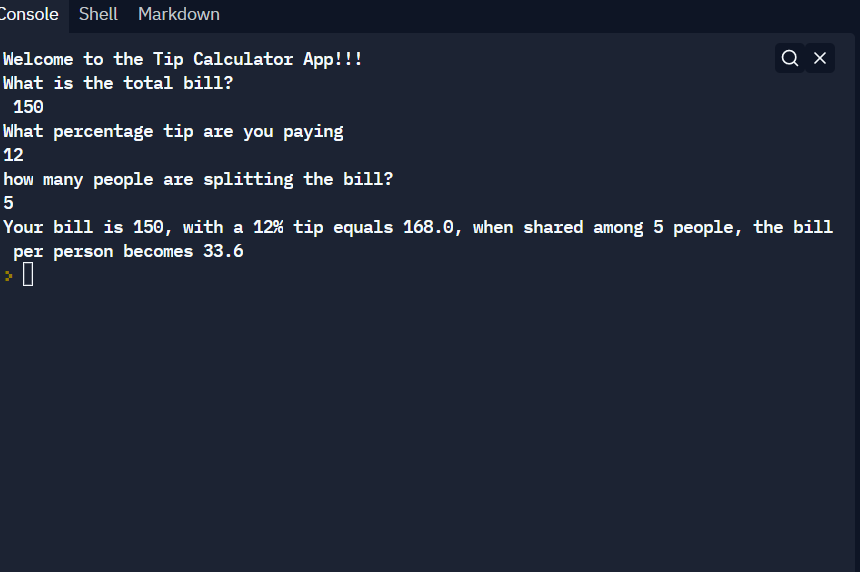 Console Shell Markdown
Welcome to the Tip Calculator App!!!
What is the total bill?
150
What percentage tip are you paying
12
how many people are splitting the bill?
5
Your bill is 150, with a 12% tip equals 168.0, when shared among 5 people, the bill
per person becomes 33.6